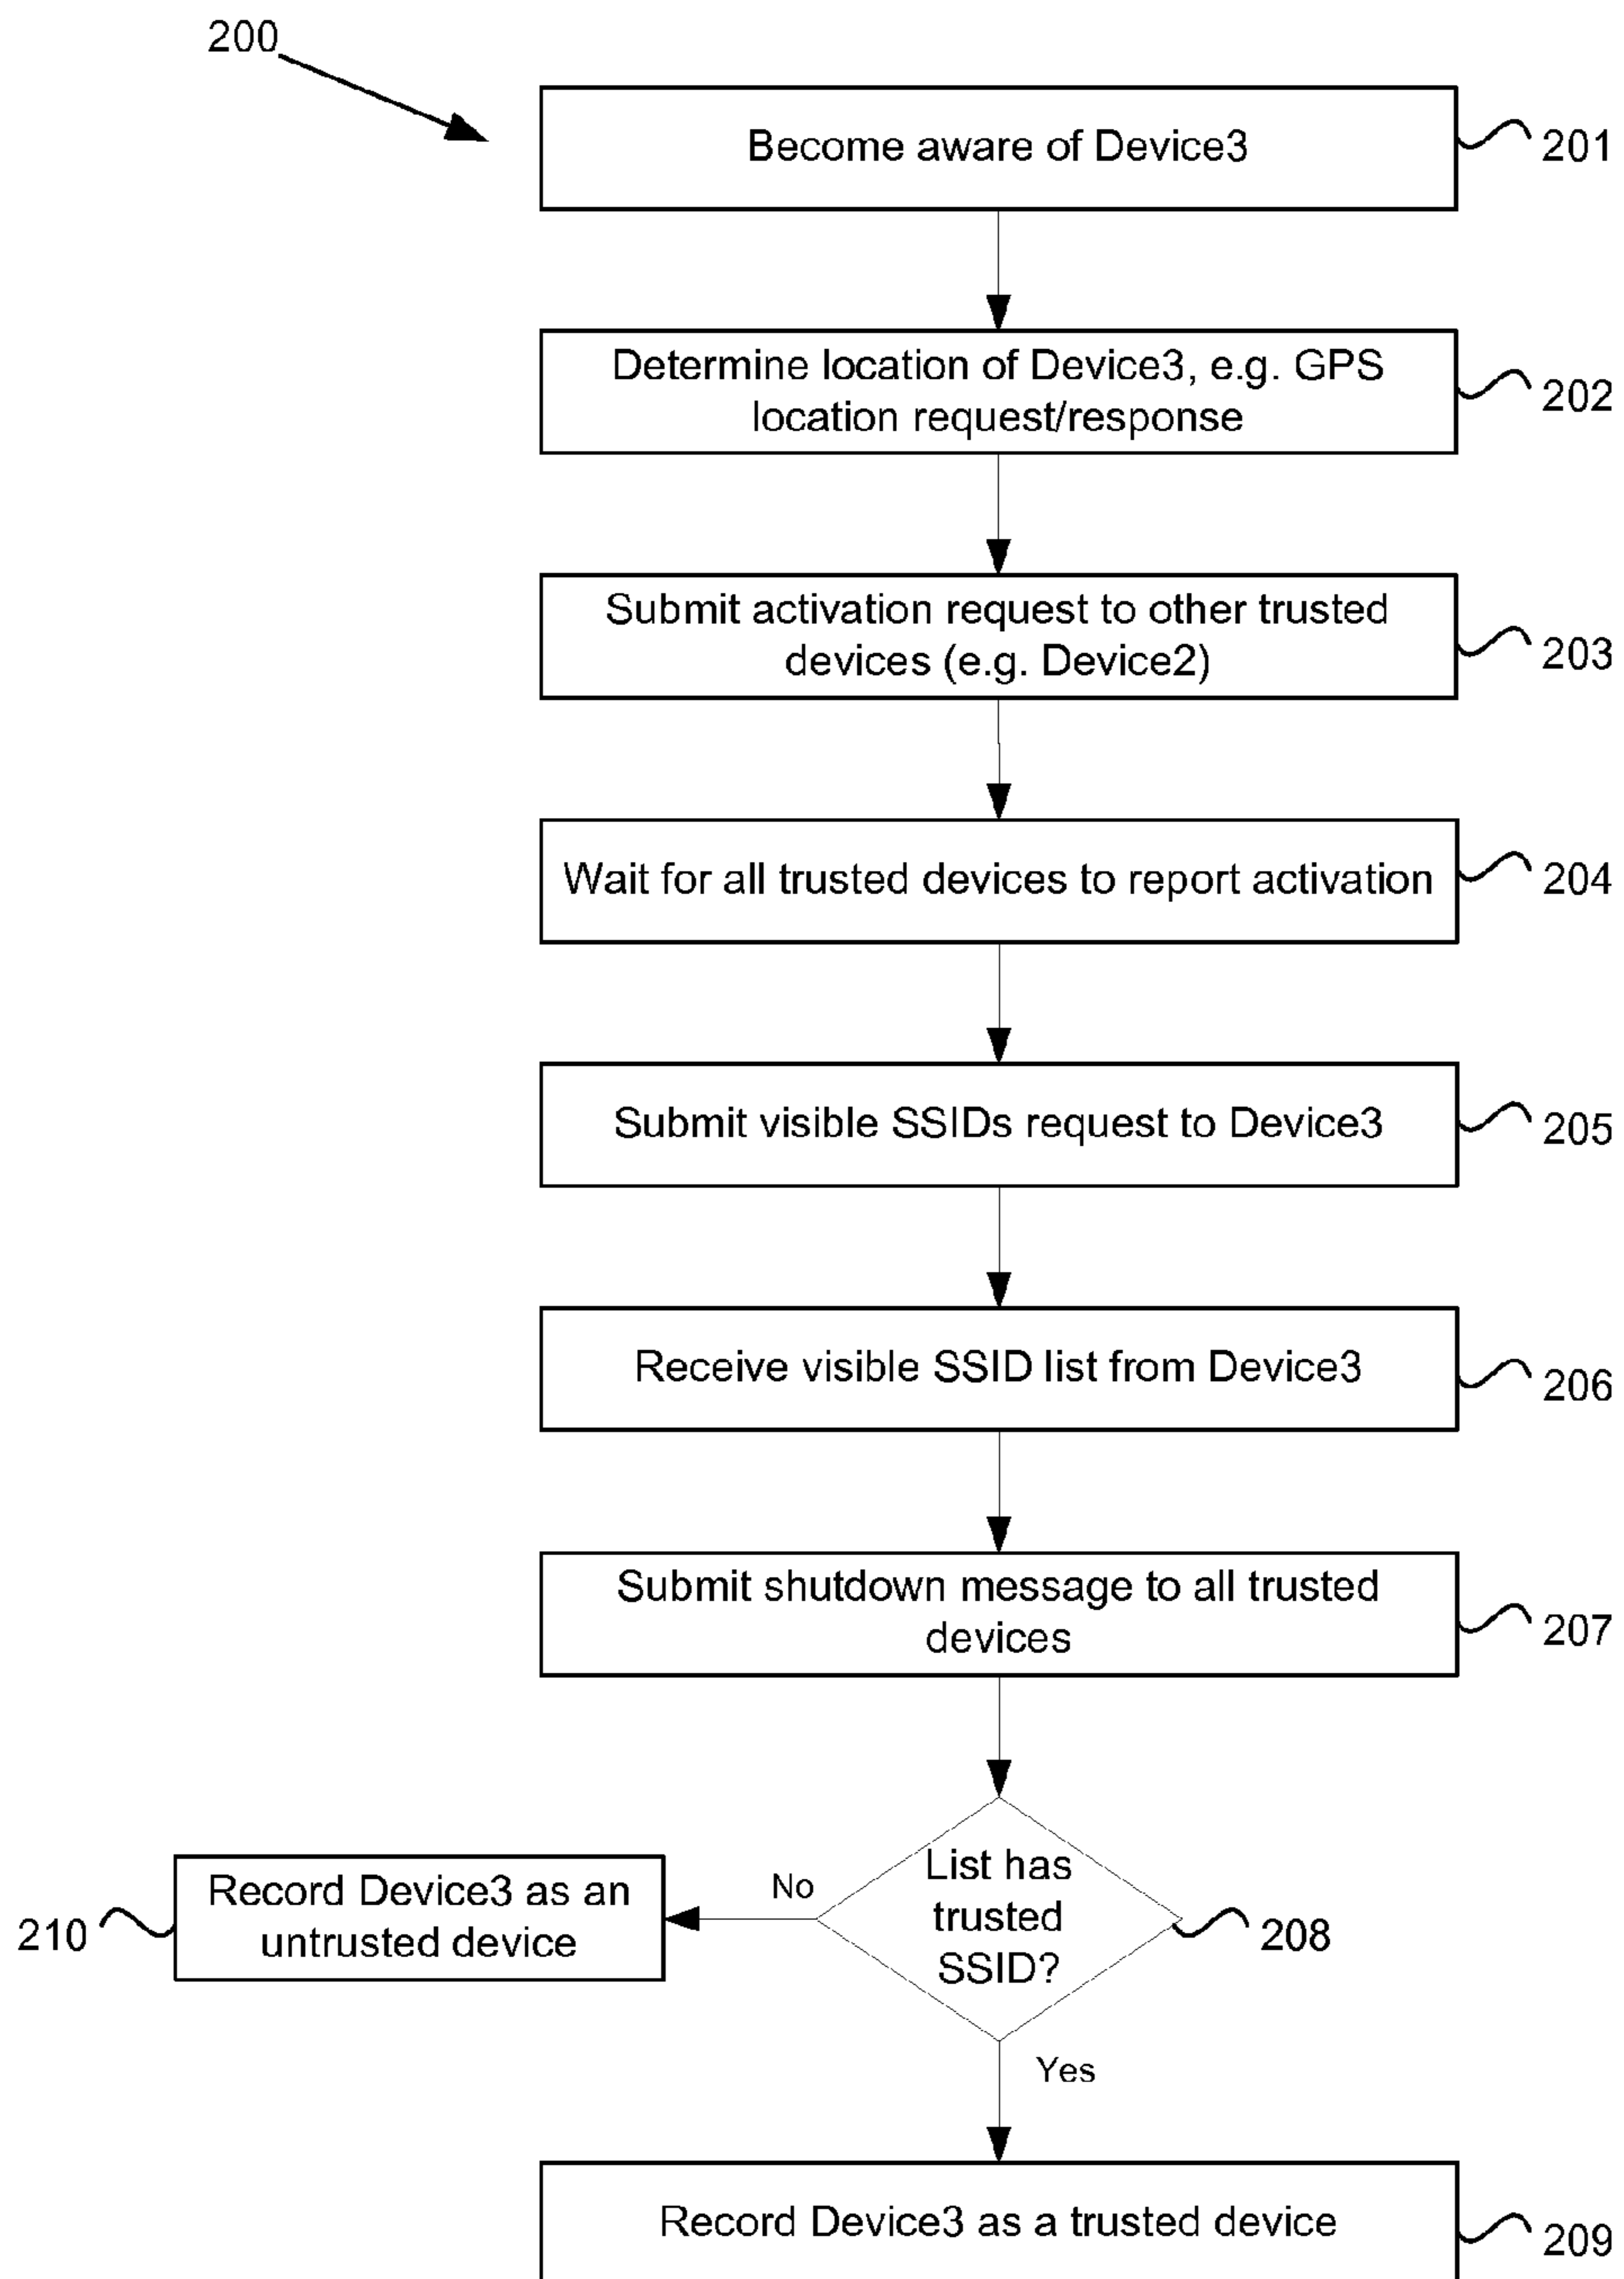 200
Become aware of Device3
201
Determine location of Device3, e.g. GPS
location request/response
202
Submit activation request to other trusted
devices (e.g. Device2)
203
Wait for all trusted devices to report activation
204
Submit visible SSIDs request to Device3
205
Receive visible SSID list from Device3
206
Submit shutdown message to all trusted
devices
207
List has
trusted
SSID?
208
No
Record Device3 as an
untrusted device
210
Yes
Record Device3 as a trusted device
209